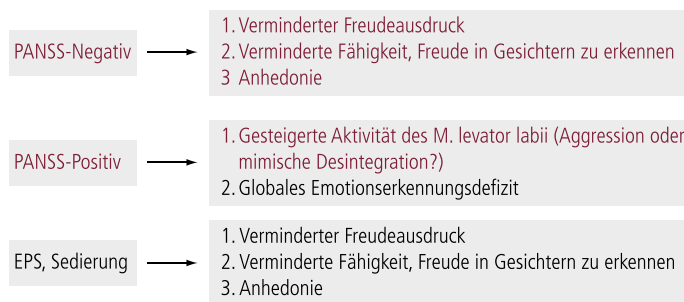 PANSS-Negativ
1. Verminderter Freudeausdruck
2. Verminderte Fähigkeit, Freude in Gesichtern zu erkennen
3 Anhedonie
PANSS-Positiv
1. Gesteigerte Aktivität des M. levator labii (Aggression oder
mimische Desintegration?)
2. Globales Emotionserkennungsdefizit
EPS, Sedierung
1. Verminderter Freudeausdruck
2. Verminderte Fähigkeit, Freude in Gesichtern zu erkennen
3. Anhedonie